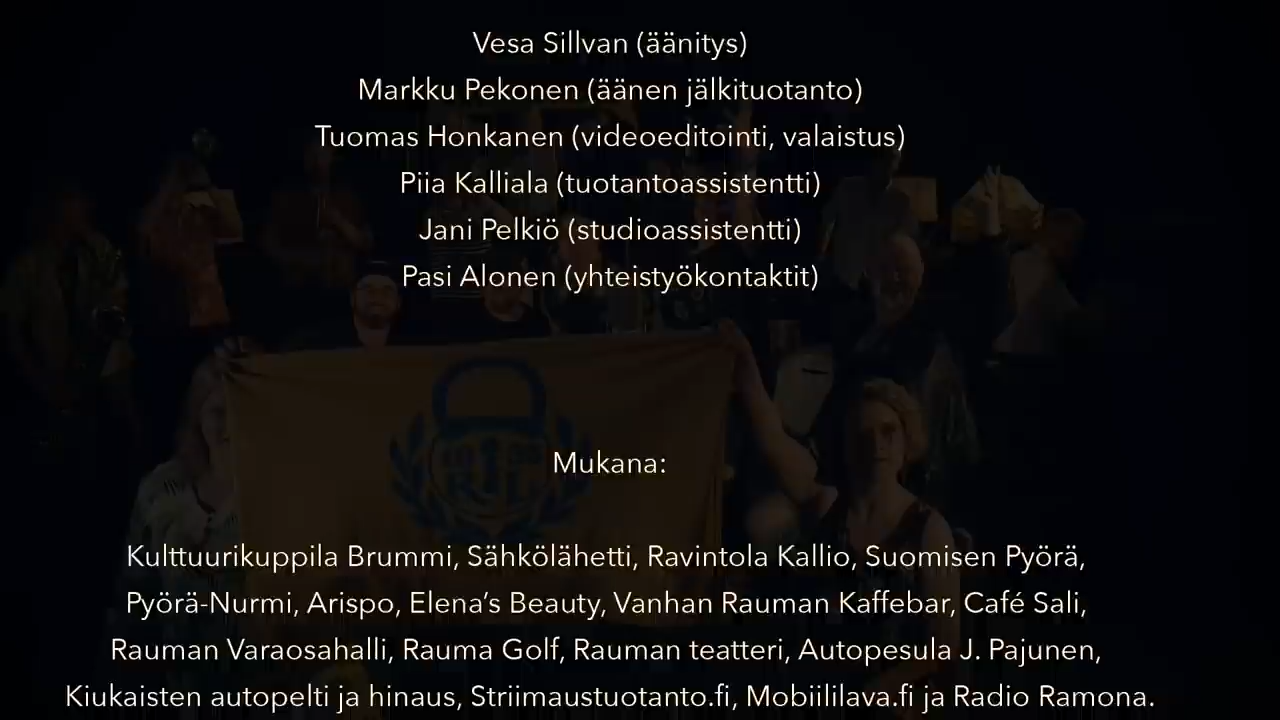 Vesa Sillvan (äänitys)
Markku Pekonen (äänen jälkituotanto)
Tuomas Honkanen (videoeditointi, valaistus)
Piia Kalliala (tuotantoassistentti)
Jani Pelkiö (studioassistentti)
Pasi Alonen (yhteistyökontaktit)
Mukana:
Kulttuurikuppila Brummi, Sähkölähetti, Ravintola Kallio, Suomisen Pyörä,
Pyörä-Nurmi, Arispo, Elena’s Beauty, Vanhan Rauman Kaffebar, Café Sali,
Rauman Varaosahalli, Rauma Golf, Rauman teatteri, Autopesula J. Pajunen,
Kiukaisten autopelti ja hinaus, Striimaustuotanto.fi, Mobiililava.fi ja Radio Ramona.